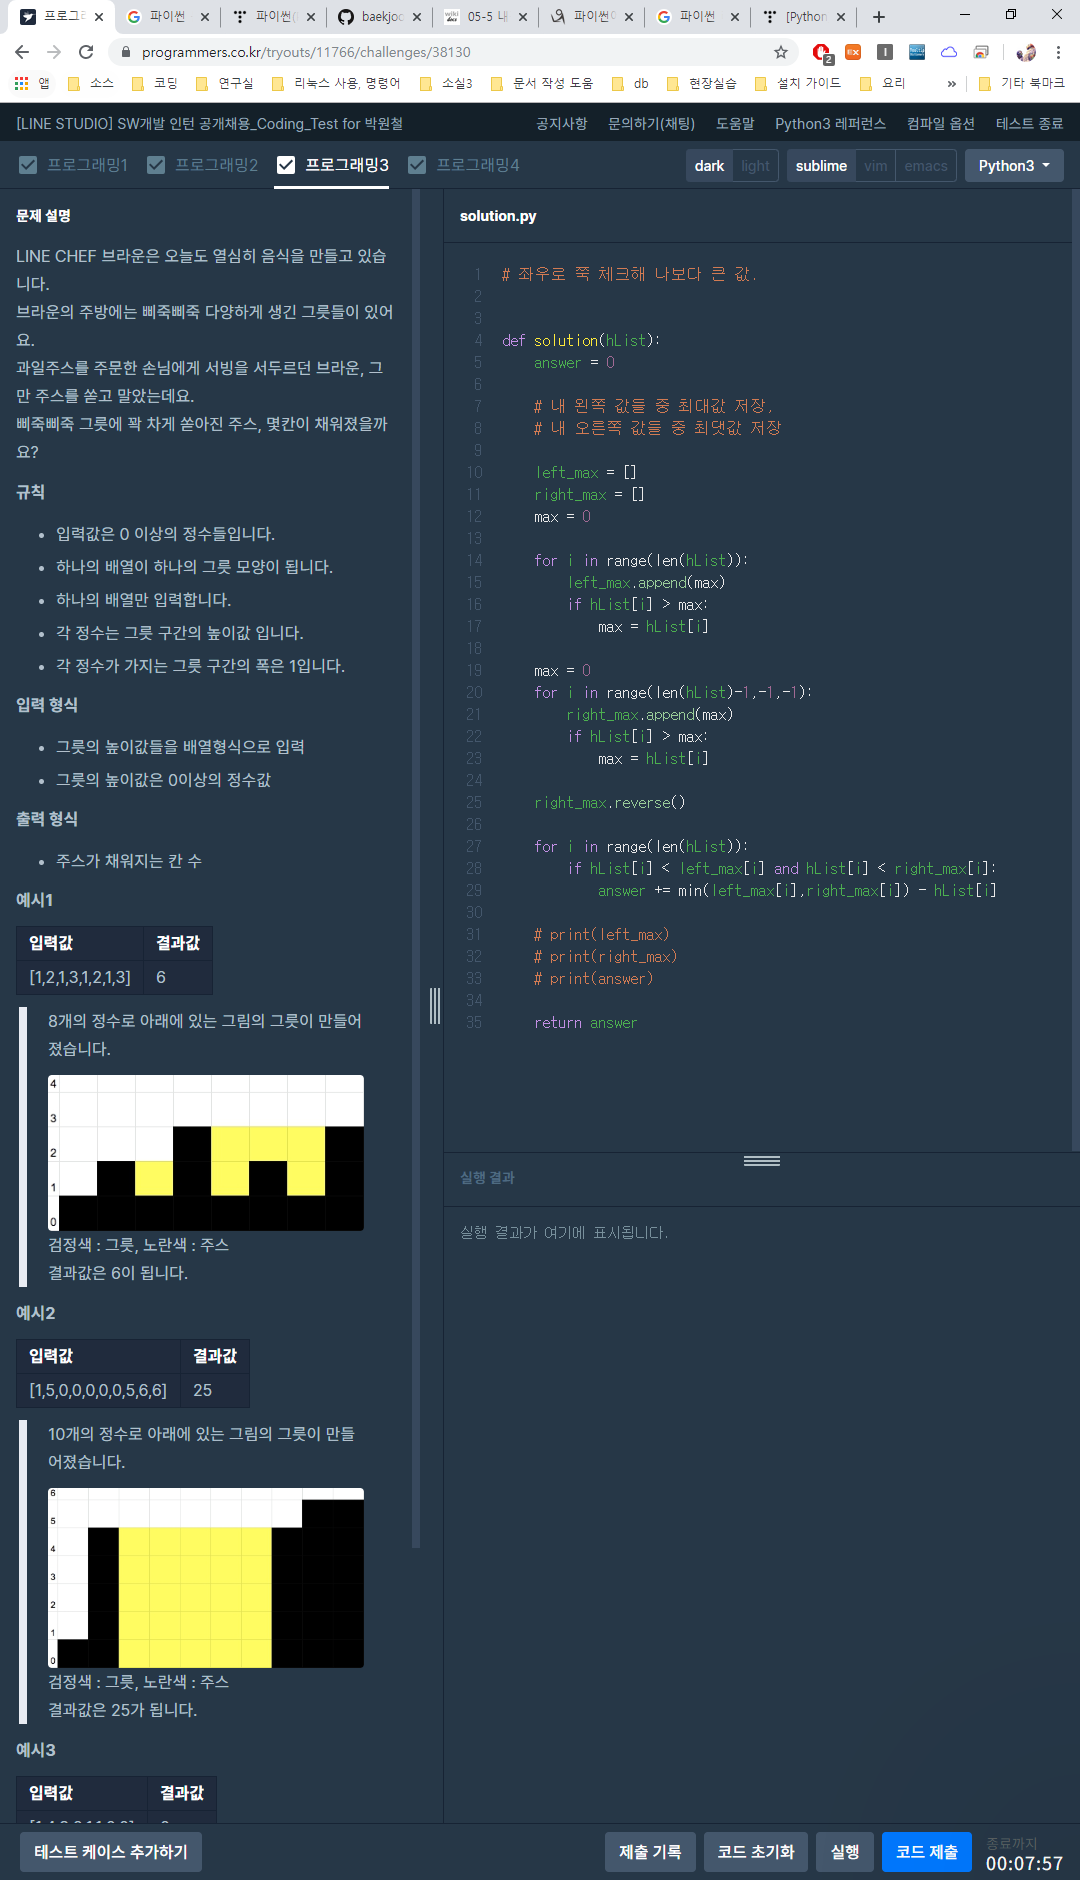 프로그래
파이썬
파이썬(
파이썬
baekjoo
05-5 내
파이썬이
파이썬
[Python
programmers.co.kr/tryouts/11766/challenges/38130
앱 소스 코딩 연구실 리눅스 사용, 명령어 소실3 문서 작성 도움 db 현장실습 설치 가이드 요리 » 기타 북마크
[LINE STUDIO] SW개발 인턴 공개채용_Coding_Test for 박원철
공지사항 문의하기(채팅) 도움말 Python3 레퍼런스 컴파일 옵션 테스트 종료
프로그래밍1 프로그래밍2 프로그래밍3 프로그래밍4
dark light sublime vim emacs Python3
문제 설명
LINE CHEF 브라운은 오늘도 열심히 음식을 만들고 있습
니다.
브라운의 주방에는 삐죽삐죽 다양하게 생긴 그릇들이 있어
요.
과일주스를 주문한 손님에게 서빙을 서두르던 브라운, 그
만 주스를 쏟고 말았는데요.
삐죽삐죽 그릇에 꽉 차게 쏟아진 주스, 몇칸이 채워졌을까
요?
규칙
• 입력값은 0 이상의 정수들입니다.
• 하나의 배열이 하나의 그릇 모양이 됩니다.
• 하나의 배열만 입력합니다.
• 각 정수는 그릇 구간의 높이값 입니다.
• 각 정수가 가지는 그릇 구간의 폭은 1입니다.
입력 형식
• 그릇의 높이값들을 배열형식으로 입력
• 그릇의 높이값은 0이상의 정수값
출력 형식
• 주스가 채워지는 칸 수
예시1
입력값 결과값
[1,2,1,3,1,2,1,3] 6
8개의 정수로 아래에 있는 그림의 그릇이 만들어
졌습니다.
4
3
2
1
0
검정색 : 그릇, 노란색 : 주스
결과값은 6이 됩니다.
예시2
입력값 결과값
[1,5,0,0,0,0,0,5,6,6] 25
10개의 정수로 아래에 있는 그림의 그릇이 만들
어졌습니다.
6
5
4
3
2
1
0
검정색 : 그릇, 노란색 : 주스
결과값은 25가 됩니다.
예시3
입력값 결과값
solution.py
1 # 좌우로 쭉 체크해 나보다 큰 값.
2
3
4 def solution(hList):
5 answer = 0
6
7 # 내 왼쪽 값들 중 최대값 저장,
8 # 내 오른쪽 값들 중 최댓값 저장
9
10 left_max = []
11 right_max = []
12 max = 0
13
14 for i in range(len(hList)):
15 left_max.append(max)
16 if hList[i] > max:
17 max = hList[i]
18
19 max = 0
20 for i in range(len(hList)-1,-1,-1):
21 right_max.append(max)
22 if hList[i] > max:
23 max = hList[i]
24
25 right_max.reverse()
26
27 for i in range(len(hList)):
28 if hList[i] < left_max[i] and hList[i] < right_max[i]:
29 answer += min(left_max[i],right_max[i]) - hList[i]
30
31 # print(left_max)
32 # print(right_max)
33 # print(answer)
34
35 return answer
실행 결과
실행 결과가 여기에 표시됩니다.
테스트 케이스 추가하기 제출 기록 코드 초기화 실행 코드 제출
종료까지
00:07:57